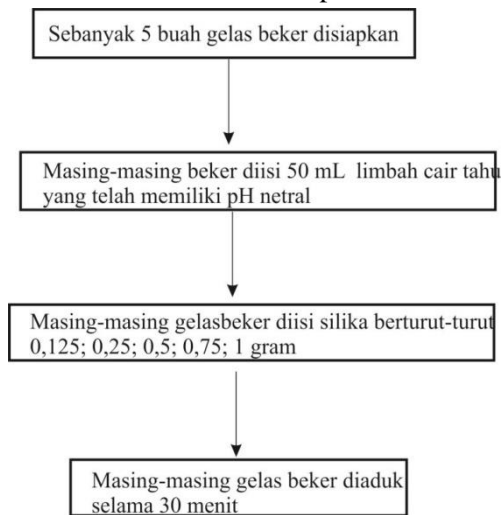 Sebanyak 5 buah gelas beker disiapkan
Masing-masing beker diisi 50 mL limbah cair tahu
yang telah memiliki pH netral
Masing-masing gelasbeker diisi silika berturut-turut
0,125; 0,25; 0,5; 0,75; 1 gram
Masing-masing gelas beker diaduk
selama 30 menit